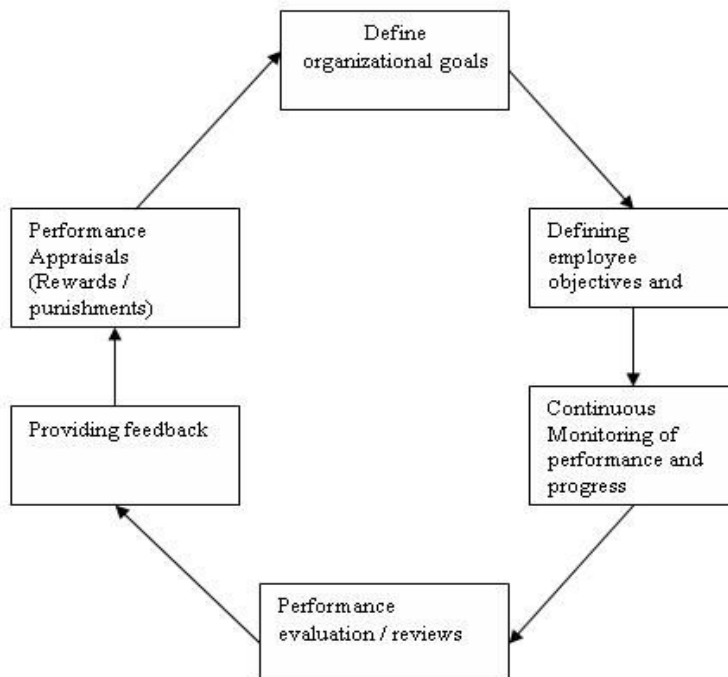 Define
organizational goals
Defining
employee
objectives and
Continuous
Monitoring of
performance and
progress
Performance
evaluation / reviews
Providing feedback
Performance
Appraisals
(Rewards /
punishments)